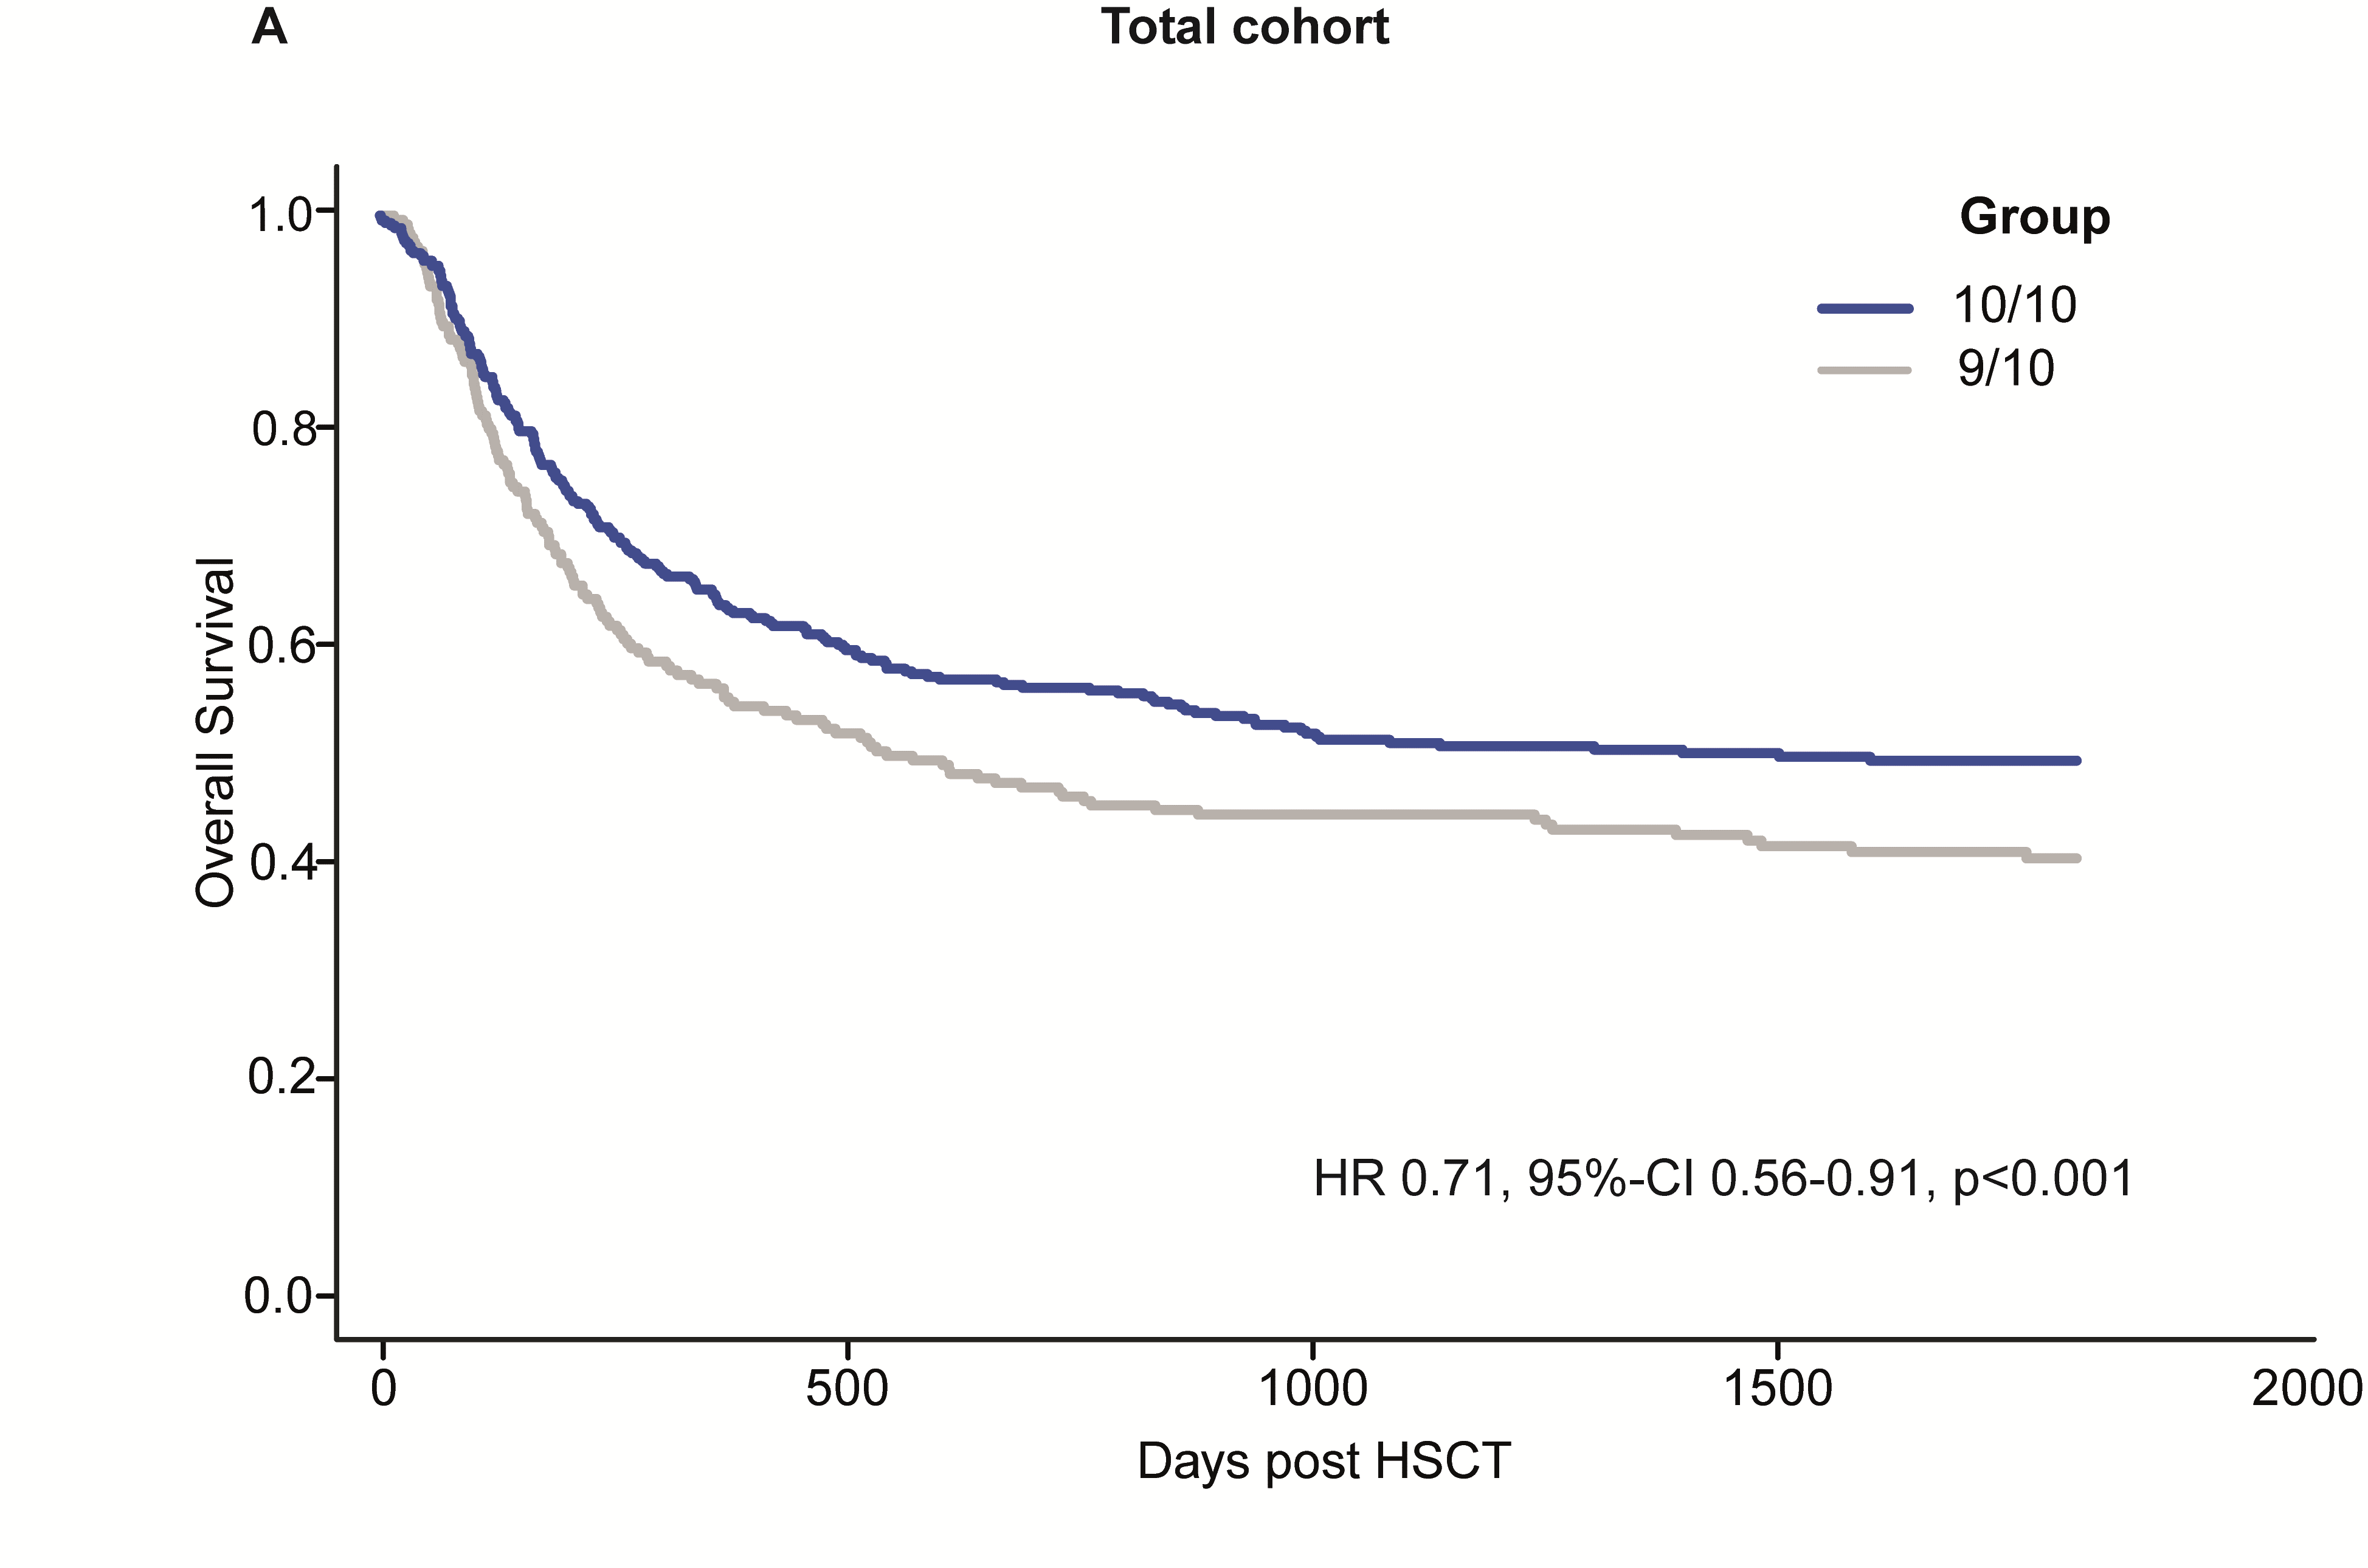 A
Total cohort
Group
10/10
9/10
Overall Survival
1.0
0.8
0.6
0.4
0.2
0.0
HR 0.71, 95%-CI 0.56-0.91, p<0.001
0 500 1000 1500 2000
Days post HSCT